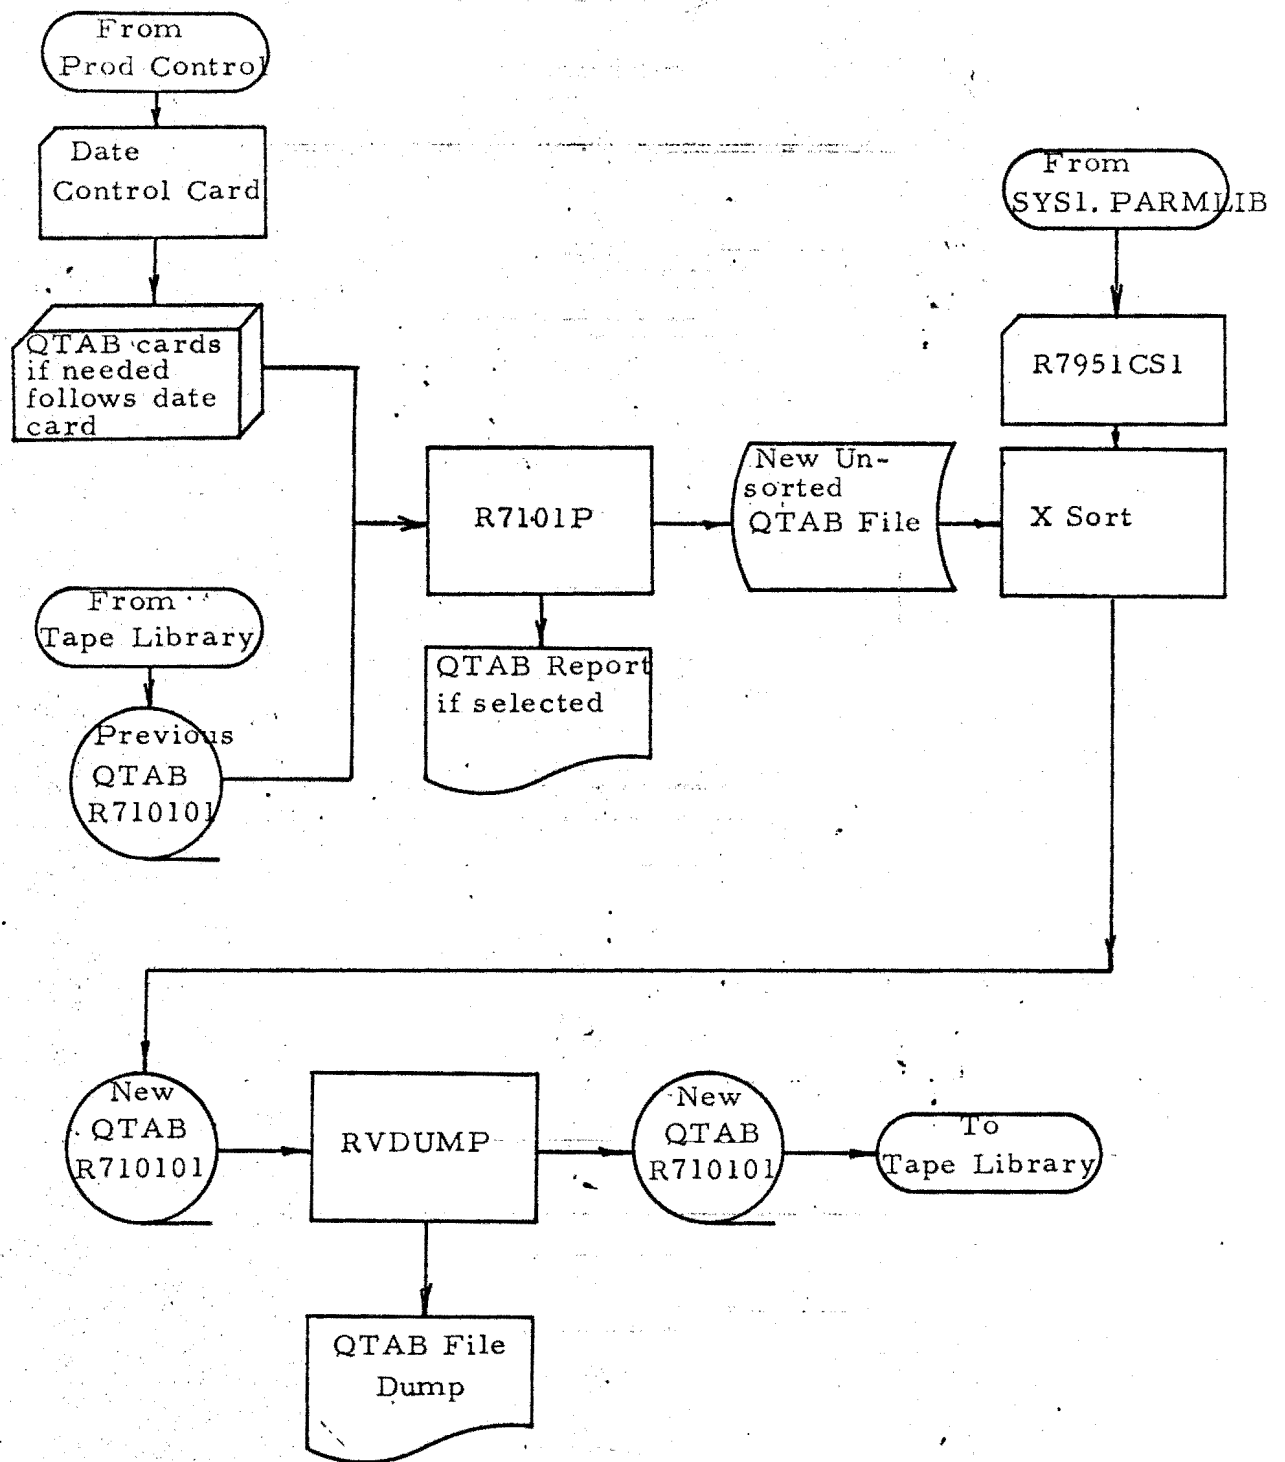 From
Prod Control
Date
Control Card
QTAB cards
if needed
follows date
card
From
Tape Library
Previous
QTAB
R710101
R7101P
QTAB Report
if selected
New Un-
sorted
QTAB File
From
SYS1. PARMLIB
R7951CS1
X Sort
New
QTAB
R710101
RVDUMP
QTAB File
Dump
New
QTAB
R710101
To
Tape Library